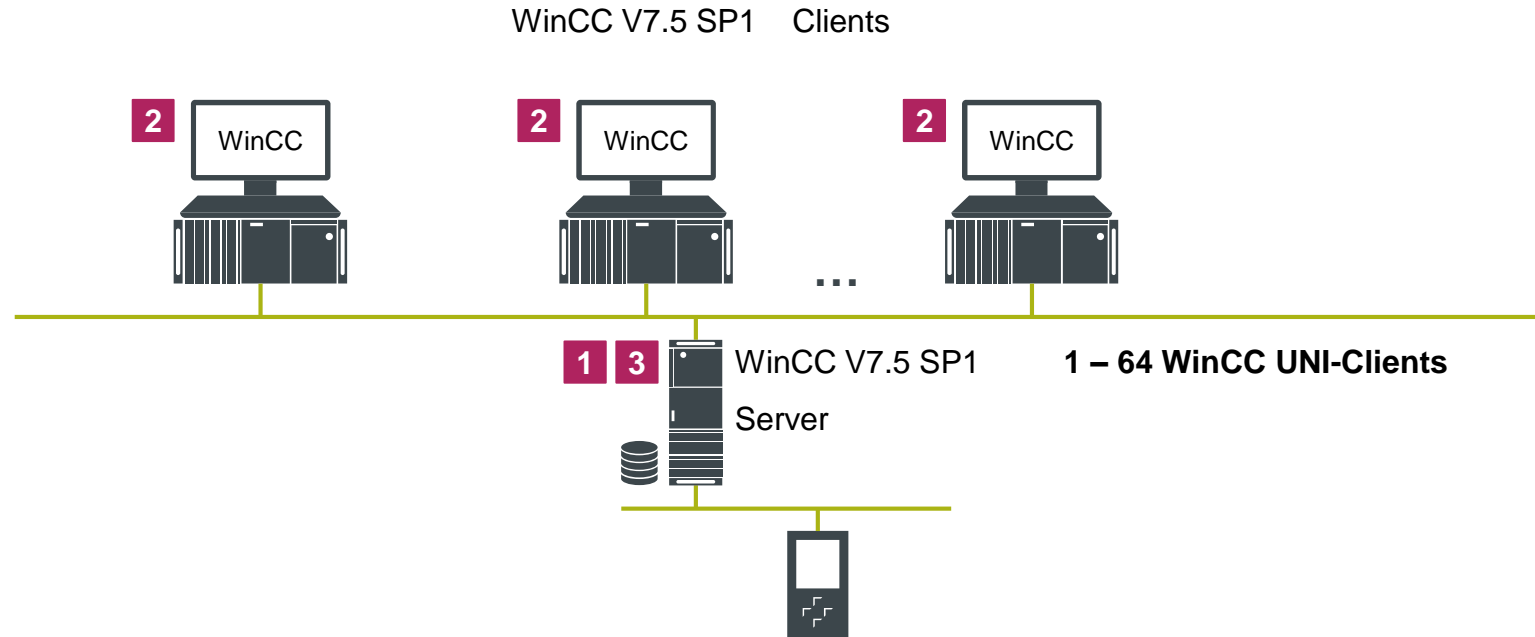 WinCC V7.5 SP1 Clients
2 WinCC 2 WinCC 2 WinCC
...
1 3 WinCC V7.5 SP1 1 – 64 WinCC UNI-Clients
Server